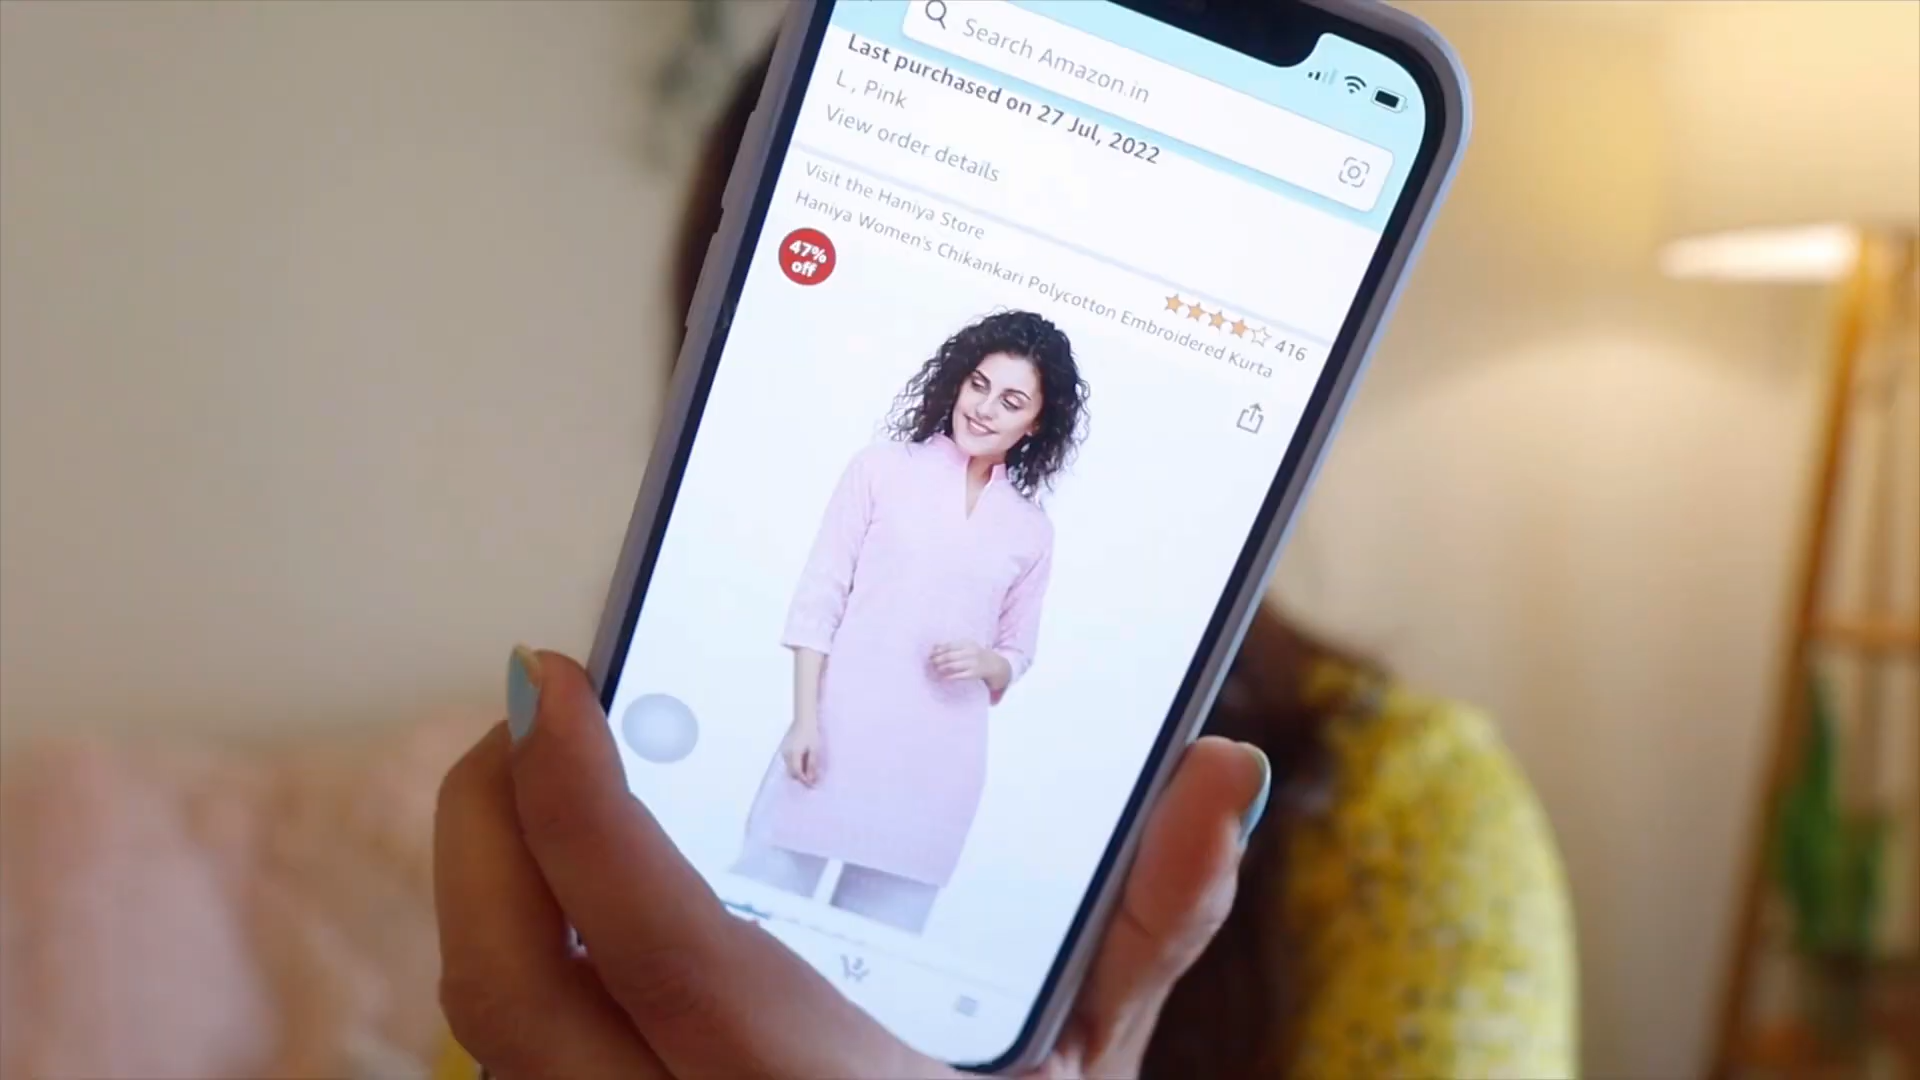 Search Amazon.in
Last purchased on 27 Jul, 2022
L, Pink
View order details
Visit the Haniya Store
Haniya Women's Chikankari Polycotton Embroidered Kurta
416
47%
off